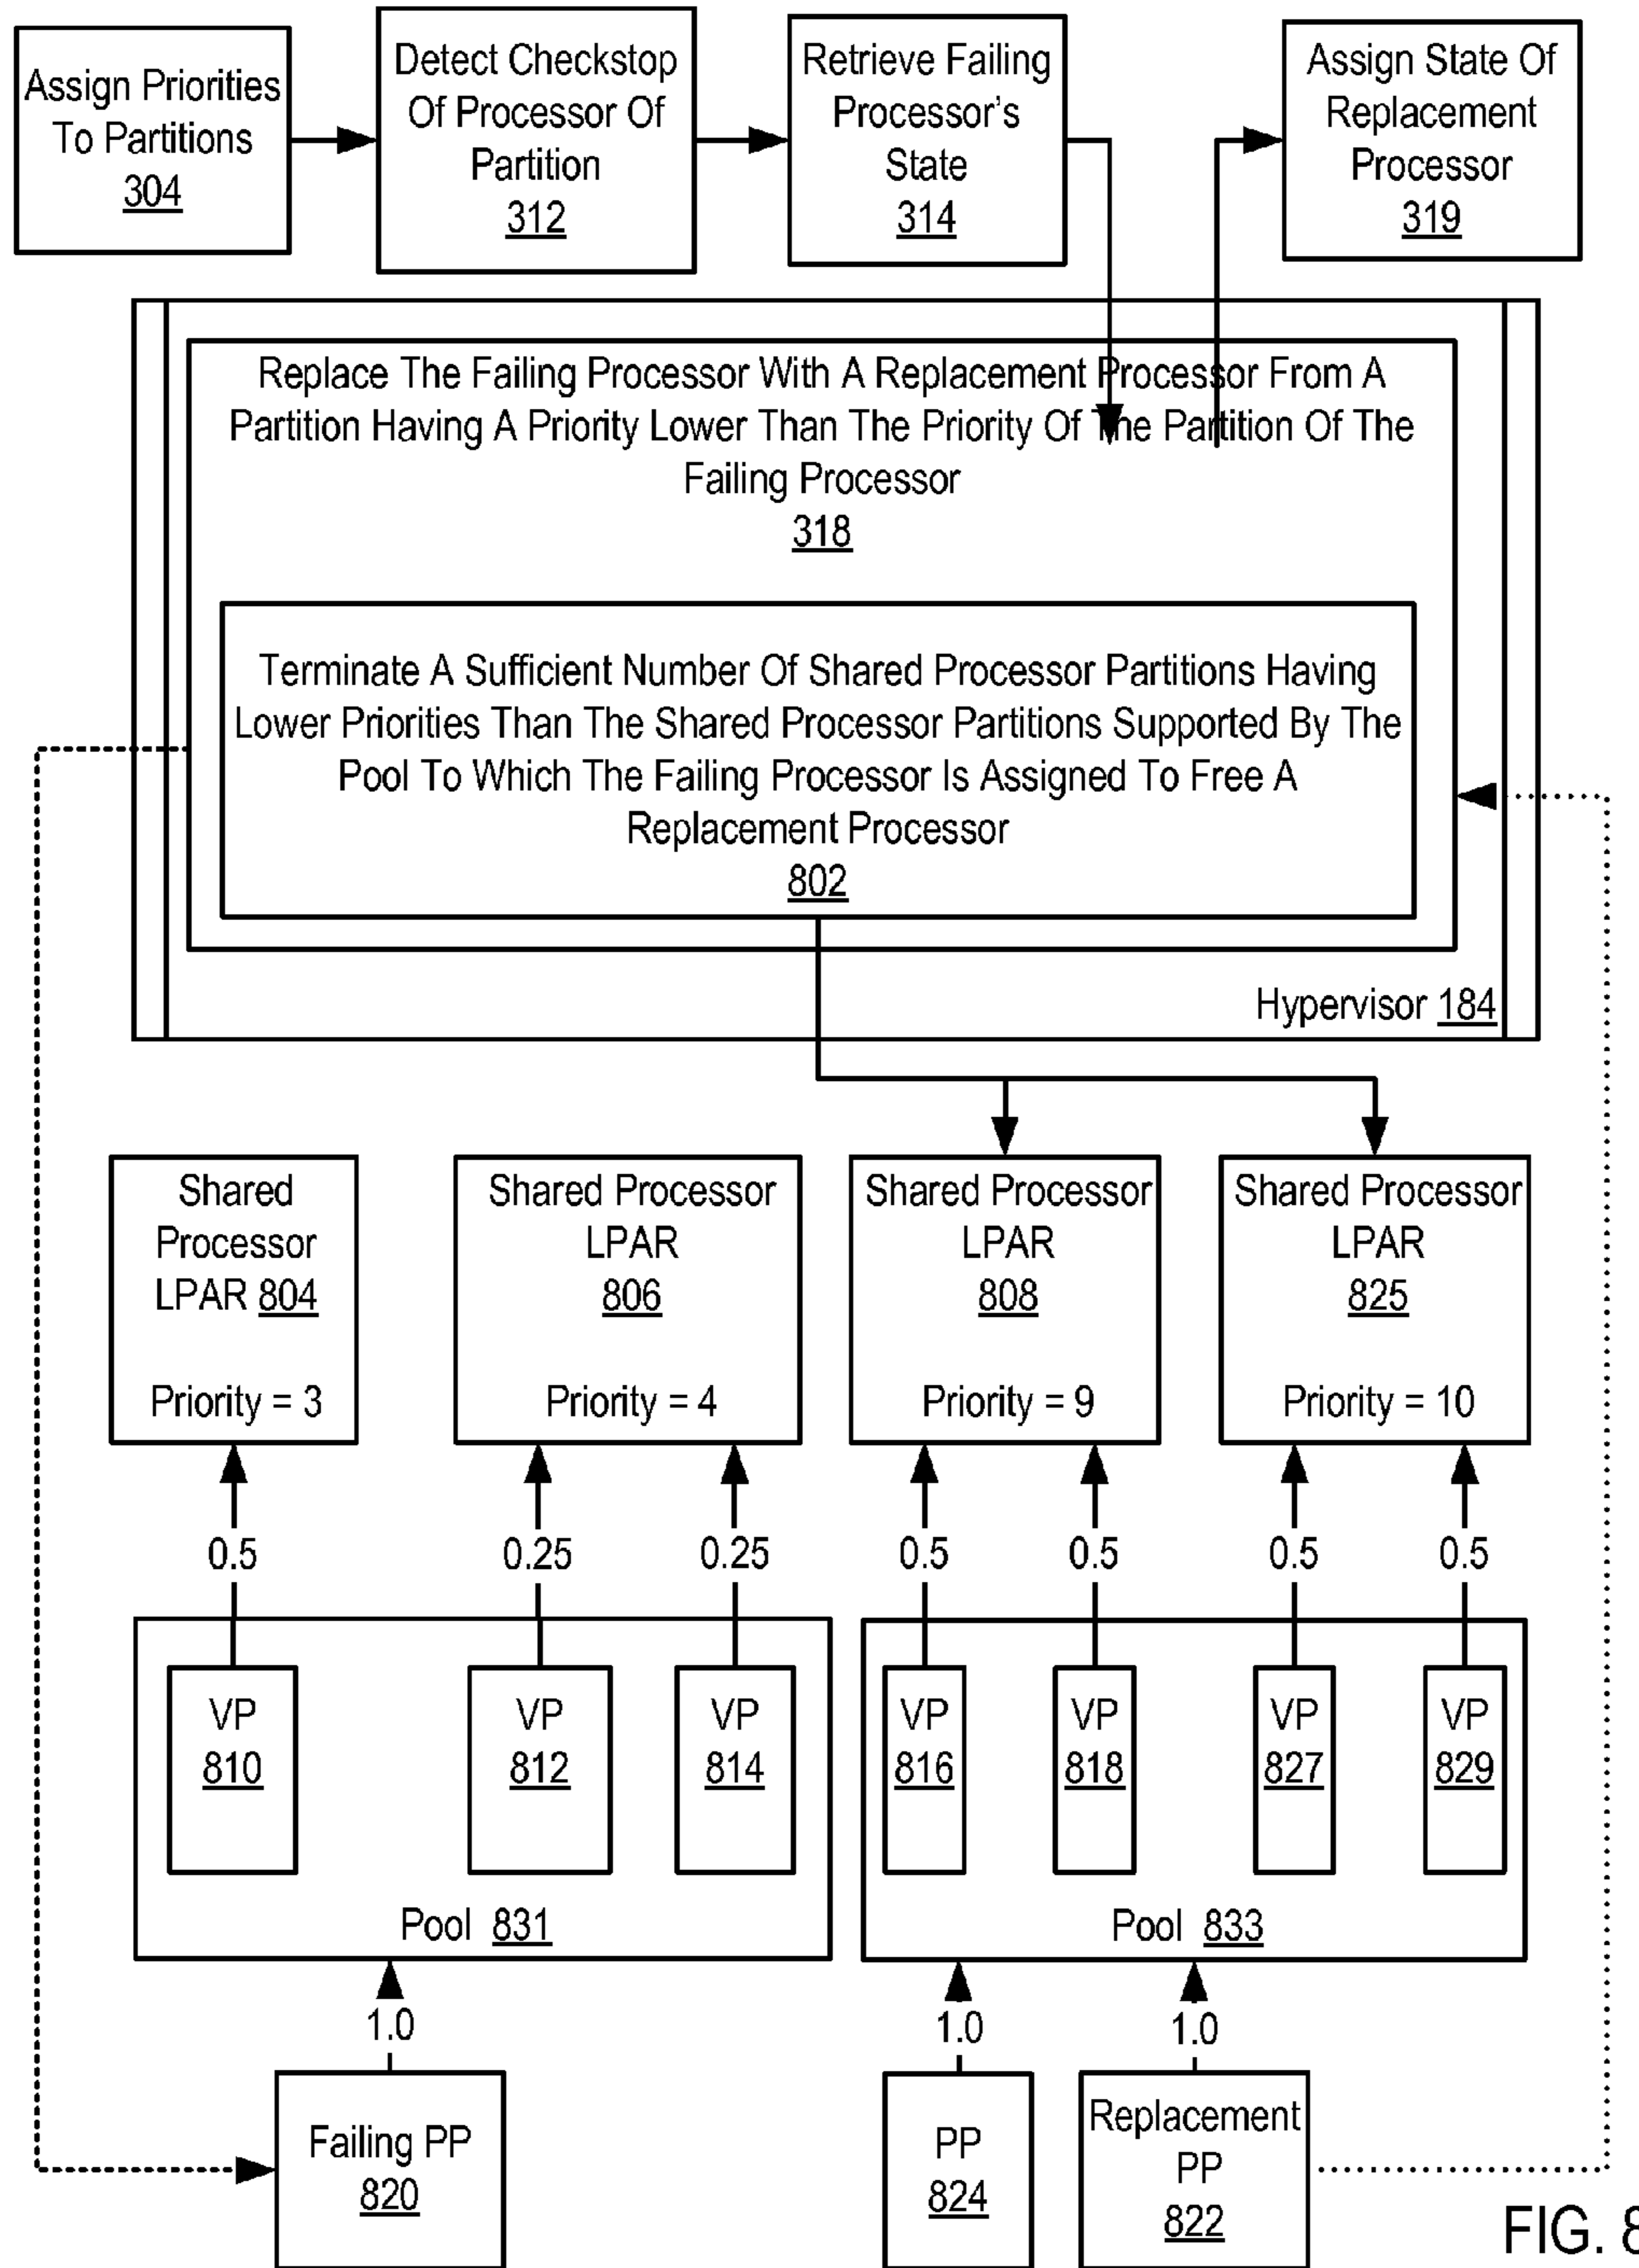 Assign Priorities
To Partitions
304
Detect Checkstop
Of Processor Of
Partition
312
Retrieve Failing
Processor's
State
314
Assign State Of
Replacement
Processor
319
Replace The Failing Processor With A Replacement Processor From A
Partition Having A Priority Lower Than The Priority Of The Partition Of The
Failing Processor
318
Terminate A Sufficient Number Of Shared Processor Partitions Having
Lower Priorities Than The Shared Processor Partitions Supported By The
Pool To Which The Failing Processor Is Assigned To Free A
Replacement Processor
802
Hypervisor 184
Shared
Processor
LPAR 804
Priority = 3
Shared Processor
LPAR
806
Priority = 4
Shared Processor
LPAR
808
Priority = 9
Shared Processor
LPAR
825
Priority = 10
0.5
0.25
0.25
0.5
0.5
0.5
0.5
VP
810
VP
812
VP
814
VP
816
VP
818
VP
827
VP
829
Pool 831
Pool 833
1.0
1.0
1.0
Failing PP
820
PP
824
Replacement
PP
822
FIG. 8